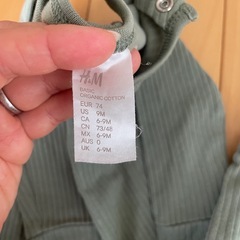 H&M
BASIC
ORGANIC COTTON
EUR 74
US 9M
CA 6-9M
CN 73/48
MX 6-9M
AUS 0
UK 6-9M